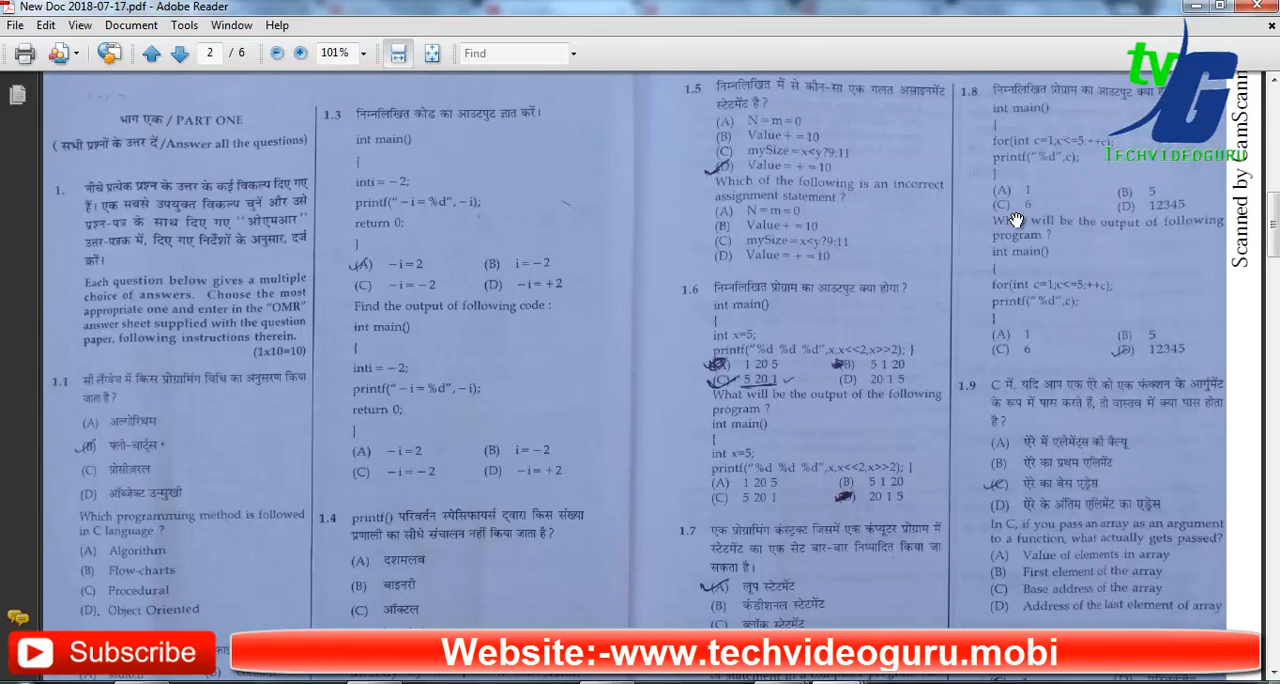 New Doc 2018-07-17.pdf - Adobe Reader
File Edit View Document Tools Window Help
2 / 6 101% Find
भाग एक / PART ONE
( सभी प्रश्नों के उत्तर दें/Answer all the questions)
1. नीचे प्रत्येक प्रश्न के उत्तर के कई विकल्प दिए गए
हैं। एक सबसे उपयुक्त विकल्प चुनें और उसे
प्रश्न-पत्र के साथ दिए गए "ओएमआर"
उत्तर-पत्रक में, दिए गए निर्देशों के अनुसार, दर्ज
करें।
Each question below gives a multiple
choice of answers. Choose the most
appropriate one and enter in the "OMR"
answer sheet supplied with the question
paper, following instructions therein.
(1x10=10)
1.1 सी लैंग्वेज में किस प्रोग्रामिंग विधि का अनुसरण किया
जाता है?
(A) अल्गोरिथम
(B) फ्लो-चार्ट्स
(C) प्रोसीज़रल
(D) ऑब्जेक्ट उन्मुखी
Which programming method is followed
in C language ?
(A) Algorithm
(B) Flow-charts
(C) Procedural
(D). Object Oriented
1.3 निम्नलिखित कोड का आउटपुट ज्ञात करें।
int main()
{
inti = -2;
printf("-i = %d", -i);
return 0;
(A) -i = 2 (B) i = -2
(C) -i = -2 (D) -i = +2
Find the output of following code :
int main()
{
inti = -2;
printf("-i = %d", -i);
return 0;
}
(A) -i = 2 (B) i = -2
(C) -i = -2 (D) -i = +2
1.4 printf() परिवर्तन स्पेसिफायर्स द्वारा किस संख्या
प्रणाली का सीधे संचालन नहीं किया जाता है?
(A) दशमलव
(B) बाइनरी
(C) ऑक्टल
1.5 निम्नलिखित में से कौन-सा एक गलत असाइनमेंट
स्टेटमेंट है?
(A) N = m = 0
(B) Value + = 10
(C) mySize = x<y?9:11
(D) Value = + = 10
Which of the following is an incorrect
assignment statement ?
(A) N = m = 0
(B) Value + = 10
(C) mySize = x<y?9:11
(D) Value = + = 10
1.6 निम्नलिखित प्रोग्राम का आउटपुट क्या होगा?
int main()
{
int x=5;
printf("%d %d %d",x,x<<2,x>>2); }
(A) 1 20 5 (B) 5 1 20
(C) 5 20 1 (D) 20 1 5
What will be the output of the following
program ?
int main()
{
int x=5;
printf("%d %d %d",x,x<<2,x>>2); }
(A) 1 20 5 (B) 5 1 20
(C) 5 20 1 20 1 5
1.7 एक प्रोग्रामिंग कंस्ट्रक्ट जिसमें एक कंप्यूटर प्रोग्राम में
स्टेटमेंट का एक सेट बार-बार निष्पादित किया जा
सकता है।
(A) लूप स्टेटमेंट
(B) कंडीशनल स्टेटमेंट
(C) ब्लॉक स्टेटमेंट
1.8 निम्नलिखित प्रोग्राम का आउटपुट क्या
int main()
{
for(int c=1;c<=5;++c);
printf("%d",c);
}
(A) 1 (B) 5
(C) 6 (D) 12345
What will be the output of following
program ?
int main()
{
for(int c=1;c<=5;++c);
printf("%d",c);
}
(A) 1 (B) 5
(C) 6 (D) 12345
1.9 C में, यदि आप एक ऐरे को एक फंक्शन के आर्गुमेंट
के रूप में पास करते हैं, तो वास्तव में क्या पास होता
है?
(A) ऐरे में एलेमेंट्स की वैल्यू
(B) ऐरे का प्रथम एलिमेंट
(C) ऐरे का बेस एड्रेस
(D) ऐरे के अंतिम एलिमेंट का एड्रेस
In C, if you pass an array as an argument
to a function, what actually gets passed?
(A) Value of elements in array
(B) First element of the array
(C) Base address of the array
(D) Address of the last element of array
Scanned by CamScann
tv G
TECHVIDEOGURU
Subscribe
Website:-www.techvideoguru.mobi